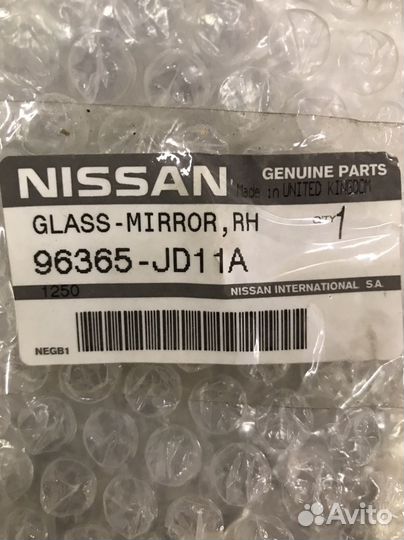 NISSAN GENUINE PARTS
Made in UNITED KINGDOM
GLASS-MIRROR,RH QTY 1
96365-JD11A
1250 NISSAN INTERNATIONAL S.A.
NEGB1
Avito